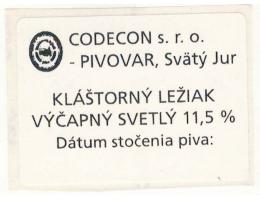 CODECON s. r. o.
- PIVOVAR, Svätý Jur
KLÁŠTORNÝ LEŽIAK
VÝČAPNÝ SVETLÝ 11,5 %
Dátum stočenia piva: